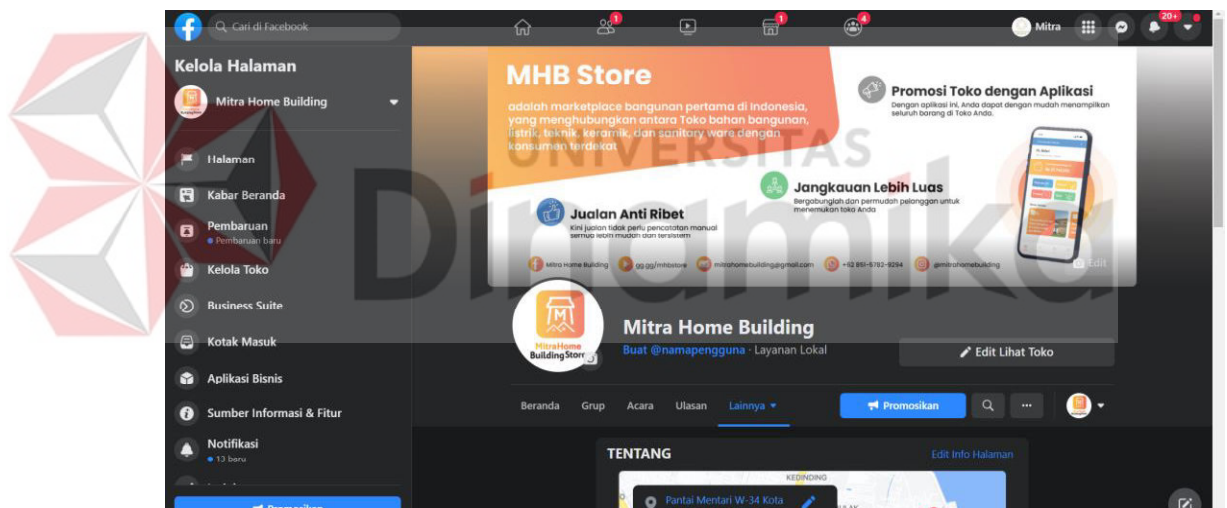 Cari di Facebook
1
1
4
Mitra
20+
Kelola Halaman
Mitra Home Building
Halaman
Kabar Beranda
Pembaruan
Pembaruan baru
Kelola Toko
Business Suite
Kotak Masuk
Aplikasi Bisnis
Sumber Informasi & Fitur
Notifikasi
13 baru
Promosikan
MHB Store
adalah marketplace bangunan pertama di Indonesia,
yang menghubungkan antara Toko bahan bangunan,
listrik, teknik, keramik, dan sanitary ware dengan
konsumen terdekat
Promosi Toko dengan Aplikasi
Dengan aplikasi ini, Anda dapat dengan mudah menampilkan
seluruh barang di Toko Anda.
Jangkauan Lebih Luas
Bergabunglah dan permudah pelanggan untuk
menemukan toko Anda
Jualan Anti Ribet
Kini jualan tidak perlu pencatatan manual
semua lebih mudah dan tersistem
Mitra Home Building
gg.gg/mhbstore
mitrahomebuilding@gmail.com
@mitrahomebuilding
Edit
UNIVERSITAS
Dinamika
MitraHome
Building Store
Mitra Home Building
Buat @namapengguna · Layanan Lokal
Edit Lihat Toko
Beranda Grup Acara Ulasan Lainnya
Promosikan
TENTANG
Edit Info Halaman
KEDINDING
Pantai Mentari W-34 Kota